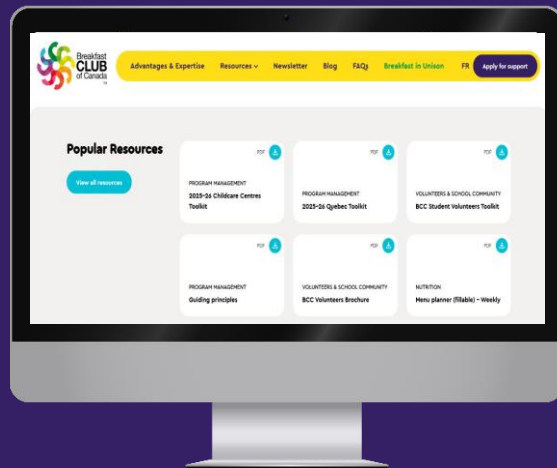 Breakfast
CLUB
of Canada
Advantages & Expertise Resources Newsletter Blog FAQs Breakfast in Unison FR Apply for support
Popular Resources
View all resources
PDF
PROGRAM MANAGEMENT
2025-26 Childcare Centres
Toolkit
PDF
PROGRAM MANAGEMENT
2025-26 Quebec Toolkit
PDF
VOLUNTEERS & SCHOOL COMMUNITY
BCC Student Volunteers Toolkit
PDF
PROGRAM MANAGEMENT
Guiding principles
PDF
VOLUNTEERS & SCHOOL COMMUNITY
BCC Volunteers Brochure
PDF
NUTRITION
Menu planner (fillable) – Weekly